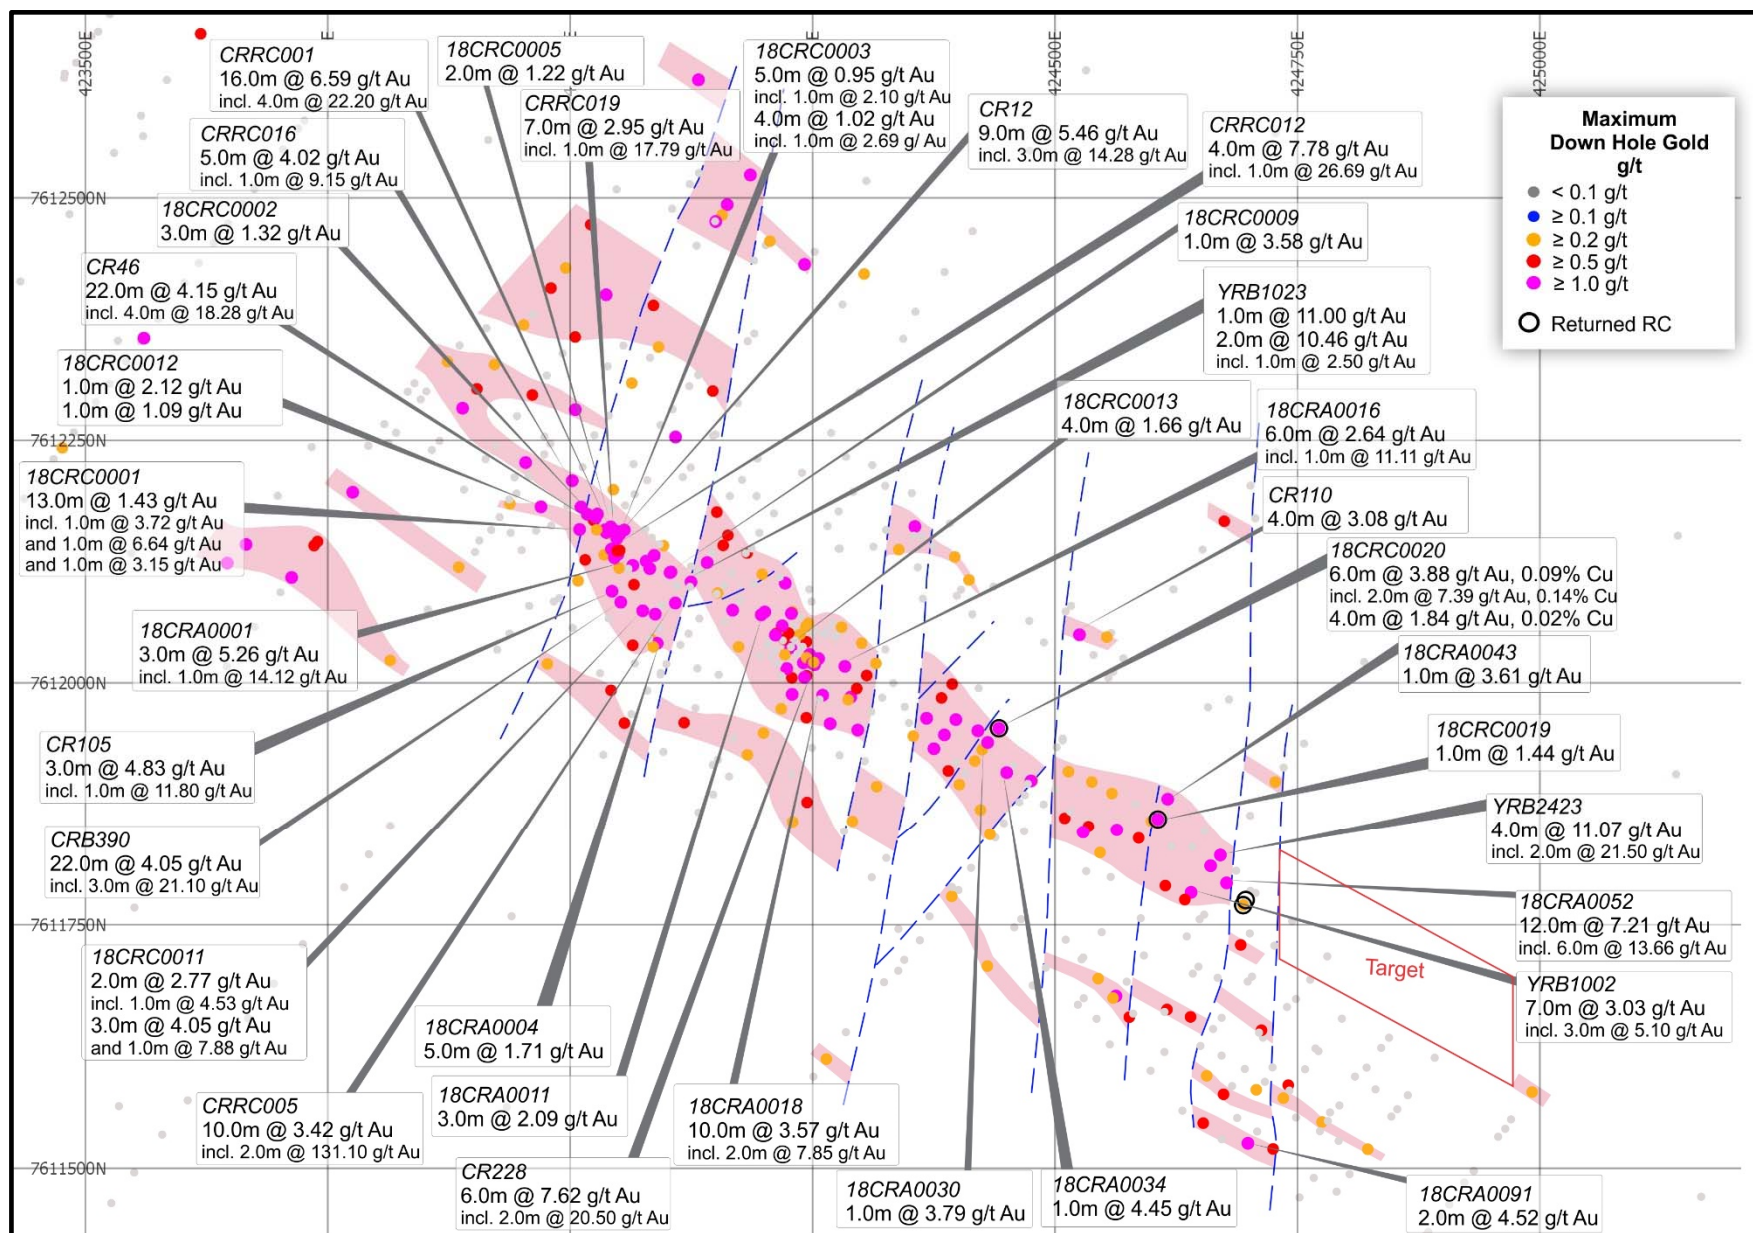 423500E
424500E
424750E
425000E
7612500N
7612250N
7612000N
7611750N
7611500N
CRRC001
16.0m @ 6.59 g/t Au
incl. 4.0m @ 22.20 g/t Au
18CRC0005
2.0m @ 1.22 g/t Au
CRRC019
7.0m @ 2.95 g/t Au
incl. 1.0m @ 17.79 g/t Au
18CRC0003
5.0m @ 0.95 g/t Au
incl. 1.0m @ 2.10 g/t Au
4.0m @ 1.02 g/t Au
incl. 1.0m @ 2.69 g/ Au
CR12
9.0m @ 5.46 g/t Au
incl. 3.0m @ 14.28 g/t Au
CRRC012
4.0m @ 7.78 g/t Au
incl. 1.0m @ 26.69 g/t Au
Maximum
Down Hole Gold
g/t
< 0.1 g/t
≥ 0.1 g/t
≥ 0.2 g/t
≥ 0.5 g/t
≥ 1.0 g/t
Returned RC
CRRC016
5.0m @ 4.02 g/t Au
incl. 1.0m @ 9.15 g/t Au
18CRC0002
3.0m @ 1.32 g/t Au
18CRC0009
1.0m @ 3.58 g/t Au
CR46
22.0m @ 4.15 g/t Au
incl. 4.0m @ 18.28 g/t Au
YRB1023
1.0m @ 11.00 g/t Au
2.0m @ 10.46 g/t Au
incl. 1.0m @ 2.50 g/t Au
18CRC0012
1.0m @ 2.12 g/t Au
1.0m @ 1.09 g/t Au
18CRC0013
4.0m @ 1.66 g/t Au
18CRA0016
6.0m @ 2.64 g/t Au
incl. 1.0m @ 11.11 g/t Au
18CRC0001
13.0m @ 1.43 g/t Au
incl. 1.0m @ 3.72 g/t Au
and 1.0m @ 6.64 g/t Au
and 1.0m @ 3.15 g/t Au
CR110
4.0m @ 3.08 g/t Au
18CRC0020
6.0m @ 3.88 g/t Au, 0.09% Cu
incl. 2.0m @ 7.39 g/t Au, 0.14% Cu
4.0m @ 1.84 g/t Au, 0.02% Cu
18CRA0001
3.0m @ 5.26 g/t Au
incl. 1.0m @ 14.12 g/t Au
18CRA0043
1.0m @ 3.61 g/t Au
CR105
3.0m @ 4.83 g/t Au
incl. 1.0m @ 11.80 g/t Au
18CRC0019
1.0m @ 1.44 g/t Au
YRB2423
4.0m @ 11.07 g/t Au
incl. 2.0m @ 21.50 g/t Au
CRB390
22.0m @ 4.05 g/t Au
incl. 3.0m @ 21.10 g/t Au
18CRA0052
12.0m @ 7.21 g/t Au
incl. 6.0m @ 13.66 g/t Au
Target
18CRC0011
2.0m @ 2.77 g/t Au
incl. 1.0m @ 4.53 g/t Au
3.0m @ 4.05 g/t Au
and 1.0m @ 7.88 g/t Au
YRB1002
7.0m @ 3.03 g/t Au
incl. 3.0m @ 5.10 g/t Au
18CRA0004
5.0m @ 1.71 g/t Au
18CRA0011
3.0m @ 2.09 g/t Au
CRRC005
10.0m @ 3.42 g/t Au
incl. 2.0m @ 131.10 g/t Au
18CRA0018
10.0m @ 3.57 g/t Au
incl. 2.0m @ 7.85 g/t Au
CR228
6.0m @ 7.62 g/t Au
incl. 2.0m @ 20.50 g/t Au
18CRA0030
1.0m @ 3.79 g/t Au
18CRA0034
1.0m @ 4.45 g/t Au
18CRA0091
2.0m @ 4.52 g/t Au